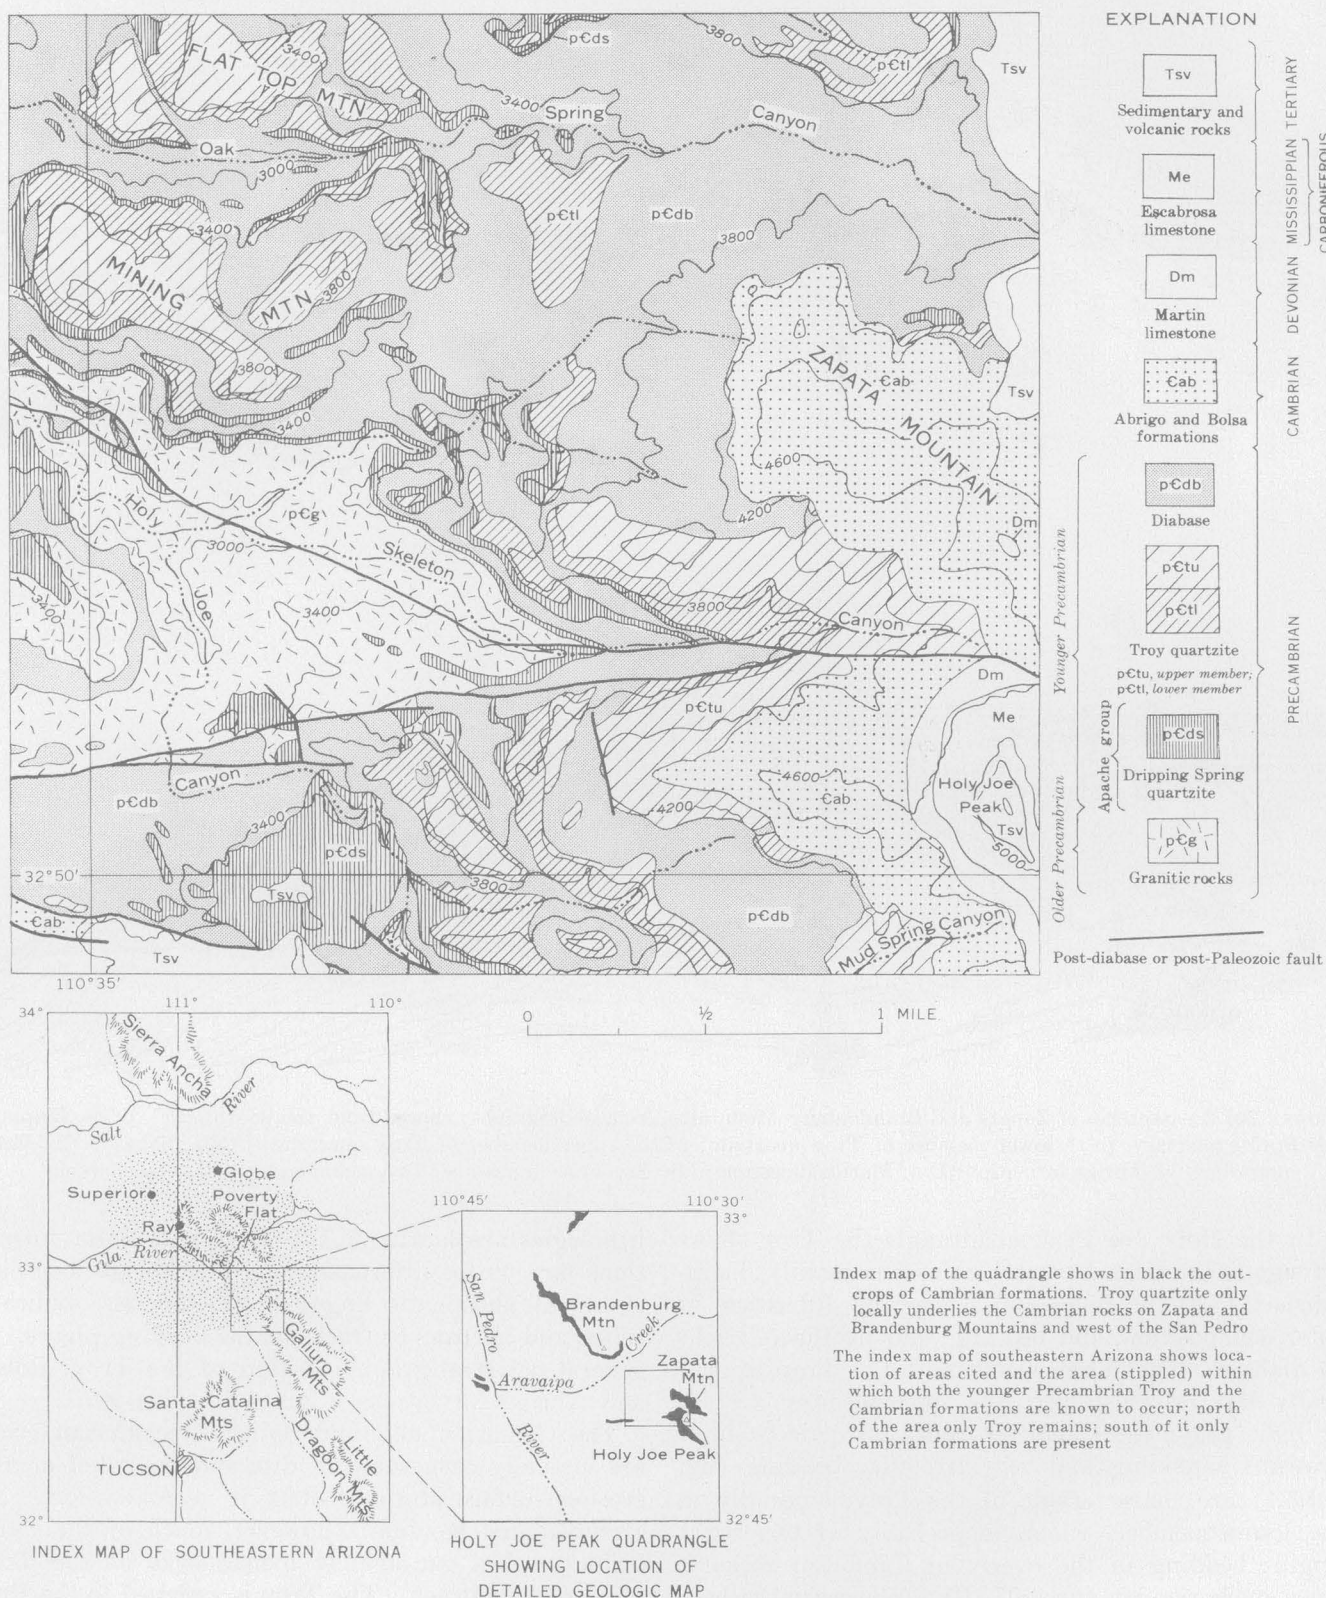 FLAT TOP
MTN
3400
p€ds
3800
p€tl
Tsv
3400
Spring
Canyon
Oak
3000
3400
p€tl
p€db
3800
MINING
MTN
3800
3800
ZAPATA
MOUNTAIN
€ab
Tsv
3400
4600
4200
Dm
Holy
Joe
p€g
3000
Skeleton
3400
3400
3800
Canyon
p€tu
Dm
Me
Canyon
p€db
4600
€ab
Holy Joe
Peak
Tsv
5000
3400
4200
p€ds
32°50'
Tsv
3800
€ab
p€db
Mud Spring Canyon
Tsv
110°35'
EXPLANATION
Tsv
Sedimentary and
volcanic rocks
Me
Escabrosa
limestone
Dm
Martin
limestone
€ab
Abrigo and Bolsa
formations
p€db
Diabase
p€tu
p€tl
Troy quartzite
p€tu, upper member;
p€tl, lower member
p€ds
Dripping Spring
quartzite
p€g
Granitic rocks
TERTIARY
MISSISSIPPIAN
CARBONIFEROUS
DEVONIAN
CAMBRIAN
PRECAMBRIAN
Younger Precambrian
Apache group
Older Precambrian
Post-diabase or post-Paleozoic fault
0 ½ 1 MILE
111° 110°
34°
Sierra Ancha
Salt
River
Globe
Superior
Poverty
Flat
Ray
Gila River
33°
Galiuro
Mts
Santa Catalina
Mts
Dragoon
Little
Mts
TUCSON
32°
INDEX MAP OF SOUTHEASTERN ARIZONA
110°45' 110°30'
33°
San Pedro
River
Brandenburg
Mtn
Creek
Aravaipa
Zapata
Mtn
Holy Joe Peak
32°45'
HOLY JOE PEAK QUADRANGLE
SHOWING LOCATION OF
DETAILED GEOLOGIC MAP
Index map of the quadrangle shows in black the out-
crops of Cambrian formations. Troy quartzite only
locally underlies the Cambrian rocks on Zapata and
Brandenburg Mountains and west of the San Pedro
The index map of southeastern Arizona shows loca-
tion of areas cited and the area (stippled) within
which both the younger Precambrian Troy and the
Cambrian formations are known to occur; north
of the area only Troy remains; south of it only
Cambrian formations are present